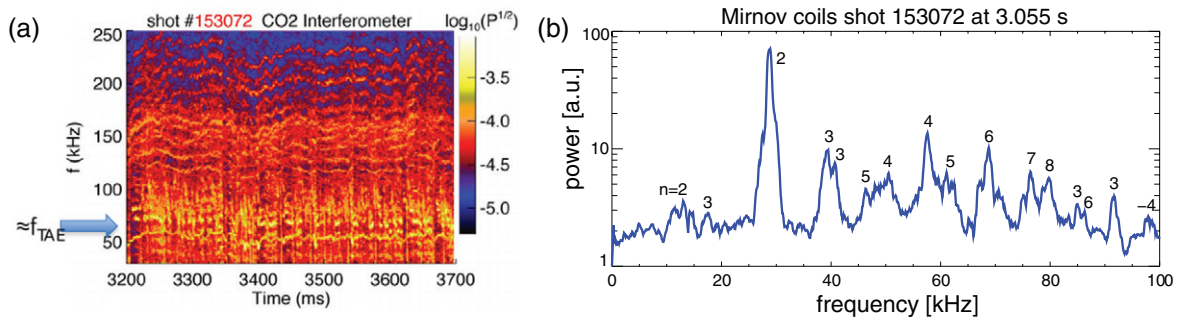 (a)
shot #153072 CO2 Interferometer log₁₀(P^1/2)
250
200
150
100
50
f (kHz)
≈f_TAE
3200 3300 3400 3500 3600 3700
Time (ms)
-3.5
-4.0
-4.5
-5.0
(b)
Mirnov coils shot 153072 at 3.055 s
100
10
1
power [a.u.]
n=2 3 2 3 3 5 4 4 5 6 7 8 3 6 3 −4
0 20 40 60 80 100
frequency [kHz]